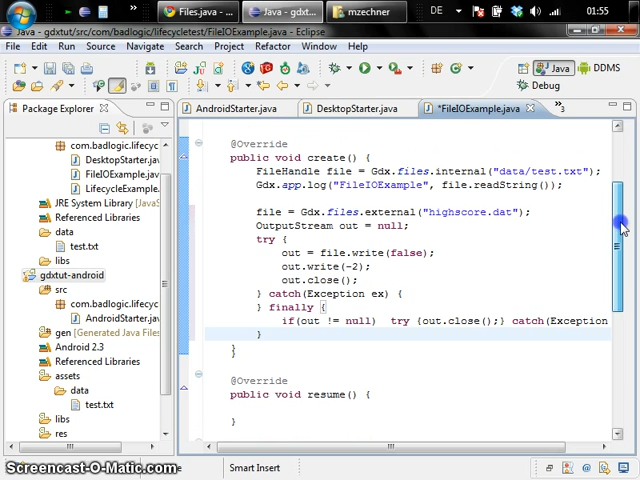 Files.java - ...
Java - gdxt...
mzechner
DE
01:55
Java - gdxtut/src/com/badlogic/lifecycletest/FileIOExample.java - Eclipse
File Edit Run Source Navigate Search Project Refactor Window Help
Java
DDMS
Debug
Package Explorer
AndroidStarter.java
DesktopStarter.java
*FileIOExample.java
3
com.badlogic.lifecyc
DesktopStarter.jav
FileIOExample.java
LifecycleExample.
JRE System Library [JavaS
Referenced Libraries
data
test.txt
libs
gdxtut-android
src
com.badlogic.lifecyc
AndroidStarter.jav
gen [Generated Java Files
Android 2.3
Referenced Libraries
assets
data
test.txt
libs
res
@Override
public void create() {
FileHandle file = Gdx.files.internal("data/test.txt");
Gdx.app.log("FileIOExample", file.readString());
file = Gdx.files.external("highscore.dat");
OutputStream out = null;
try {
out = file.write(false);
out.write(-2);
out.close();
} catch(Exception ex) {
} finally {
if(out != null) try {out.close();} catch(Exception
}
}
@Override
public void resume() {
}
Smart Insert
Screencast-O-Matic.com